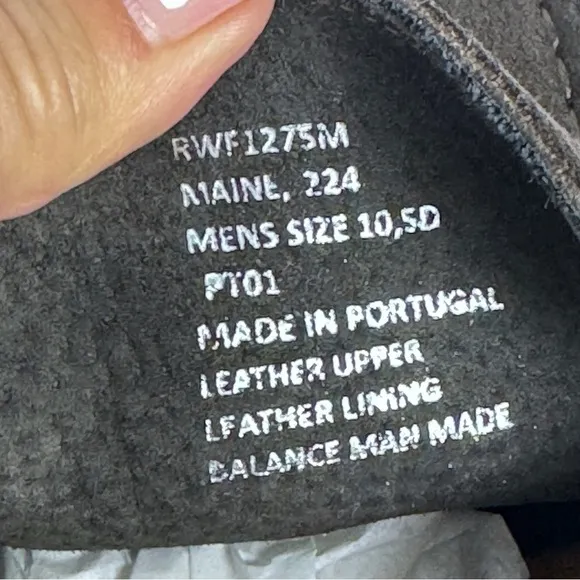 RWF1275M
MAINE, 224
MENS SIZE 10,5D
PT01
MADE IN PORTUGAL
LEATHER UPPER
LEATHER LINING
BALANCE MAN MADE